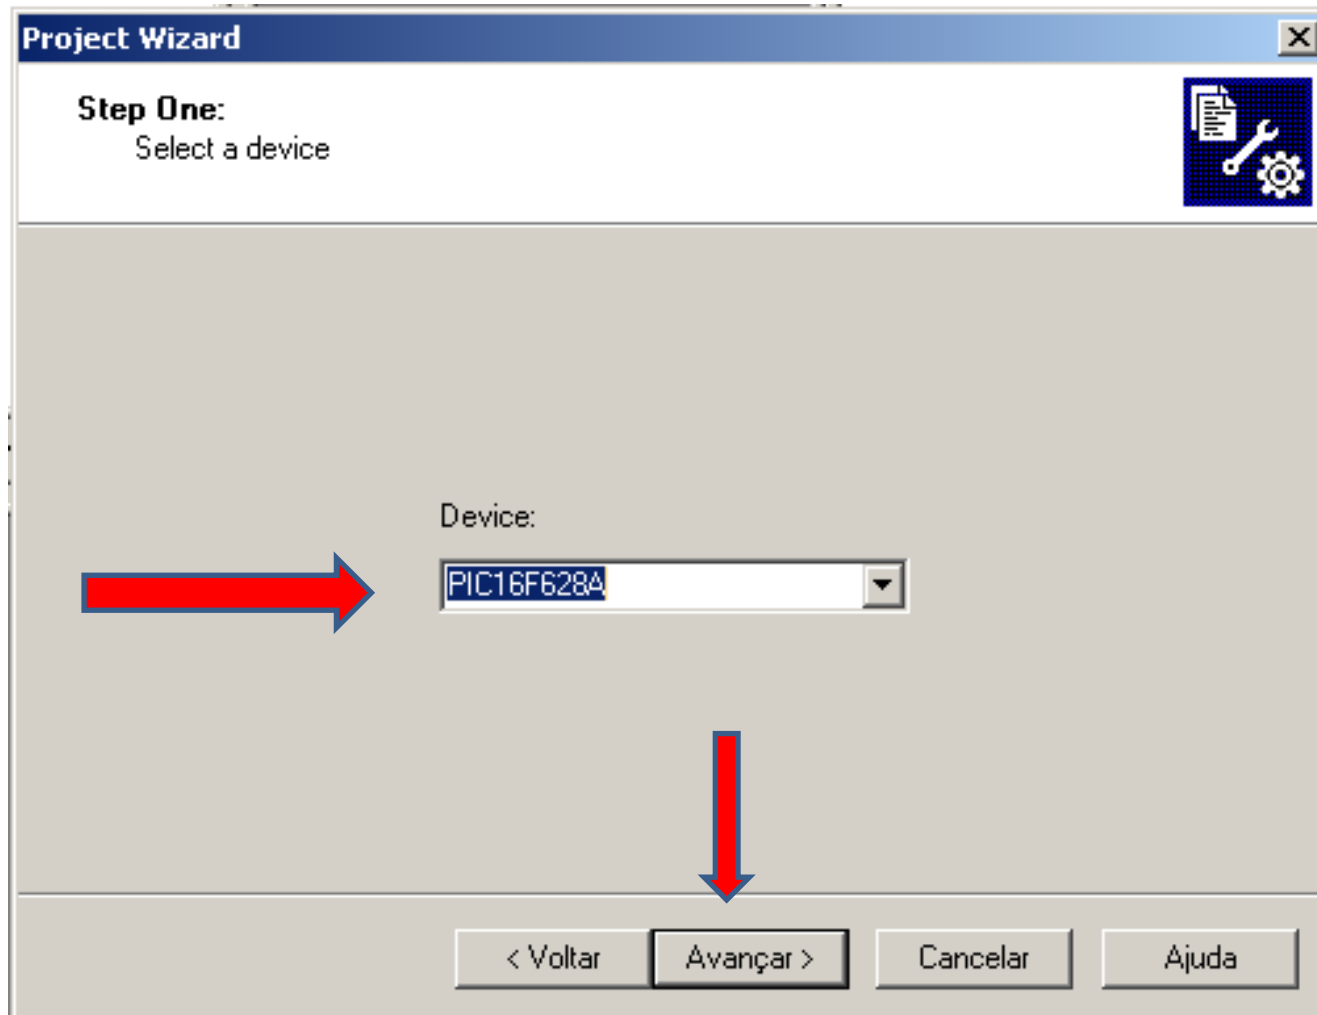 Project Wizard
Step One:
Select a device
Device:
PIC16F628A
< Voltar
Avançar >
Cancelar
Ajuda